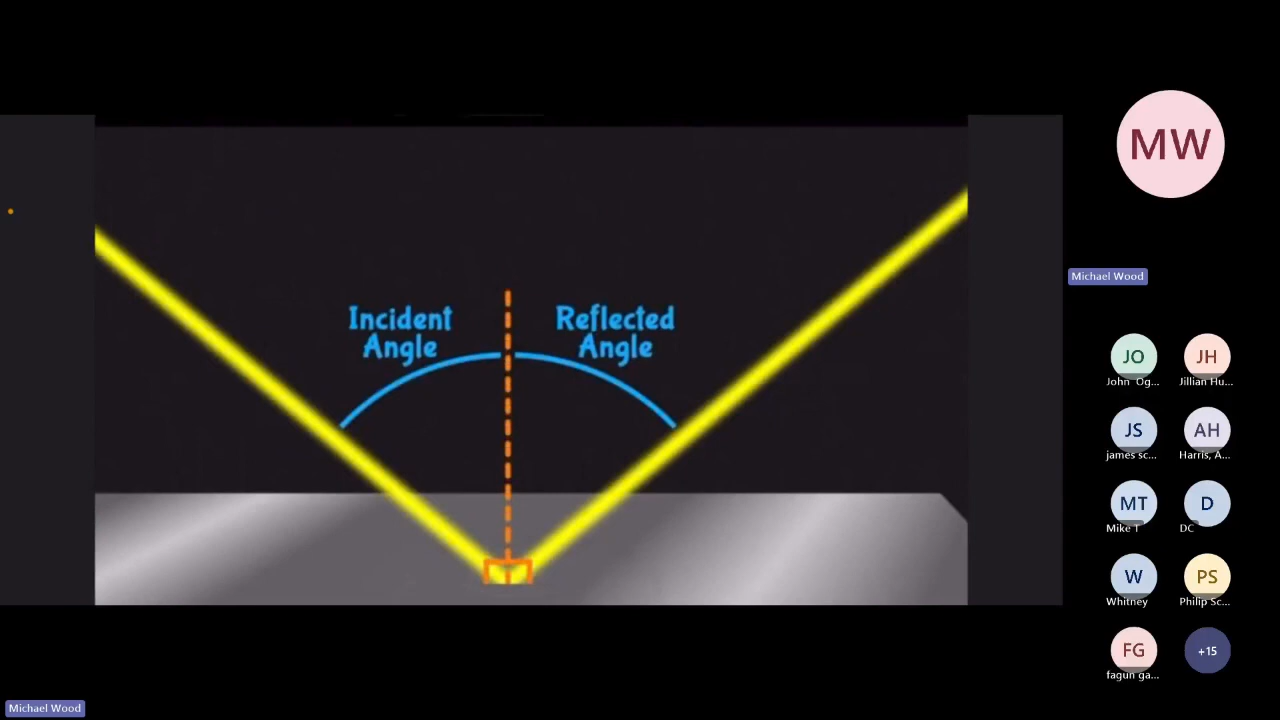 Incident
Angle
Reflected
Angle
MW
Michael Wood
JO
JH
John Og...
Jillian Hu...
JS
AH
james sc...
Harris, A...
MT
D
Mike T
DC
W
PS
Whitney
Philip Sc...
FG
+15
fagun ga...
Michael Wood